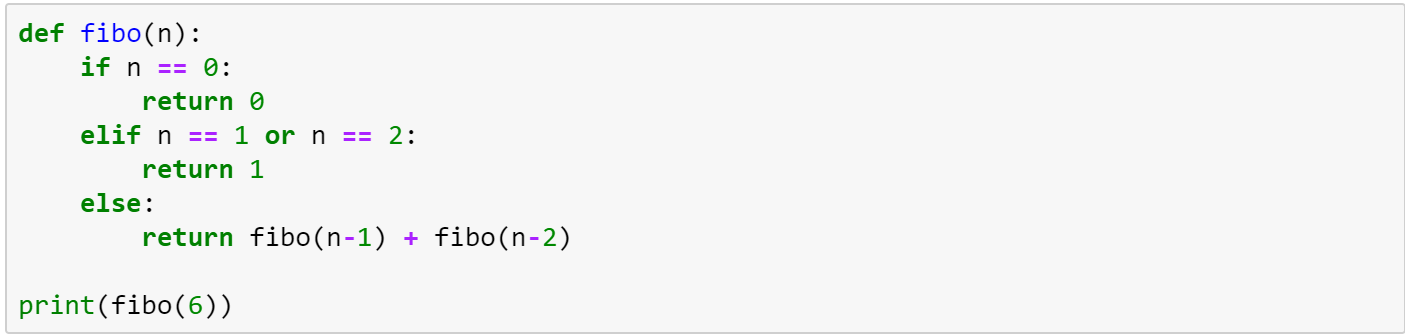 def fibo(n):
    if n == 0:
        return 0
    elif n == 1 or n == 2:
        return 1
    else:
        return fibo(n-1) + fibo(n-2)

print(fibo(6))